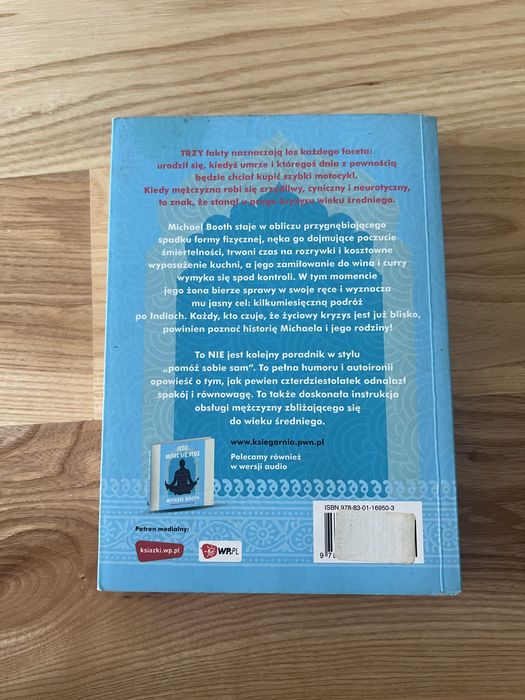 TRZY fakty naznaczają los każdego faceta:
urodził się, kiedyś umrze i któregoś dnia z pewnością
będzie chciał kupić szybki motocykl.
Kiedy mężczyzna robi się zrzędliwy, cyniczny i neurotyczny,
to znak, że stanął u progu kryzysu wieku średniego.
Michael Booth staje w obliczu przygnębiającego
spadku formy fizycznej, nęka go dojmujące poczucie
śmiertelności, trwoni czas na rozrywki i kosztowne
wyposażenie kuchni, a jego zamiłowanie do wina i curry
wymyka się spod kontroli. W tym momencie
jego żona bierze sprawy w swoje ręce i wyznacza
mu jasny cel: kilkumiesięczną podróż
po Indiach. Każdy, kto czuje, że życiowy kryzys jest już blisko,
powinien poznać historię Michaela i jego rodziny!
To NIE jest kolejny poradnik w stylu
„pomóż sobie sam”. To pełna humoru i autoironii
opowieść o tym, jak pewien czterdziestolatek odnalazł
spokój i równowagę. To także doskonała instrukcja
obsługi mężczyzny zbliżającego się
do wieku średniego.
www.ksiegarnia.pwn.pl
Polecamy również
w wersji audio
JEDZ,
MÓDL SIĘ, JEDZ
MICHAEL BOOTH
ISBN 978-83-01-16950-3
9 78
Patron medialny:
ksiazki.wp.pl
WP.PL